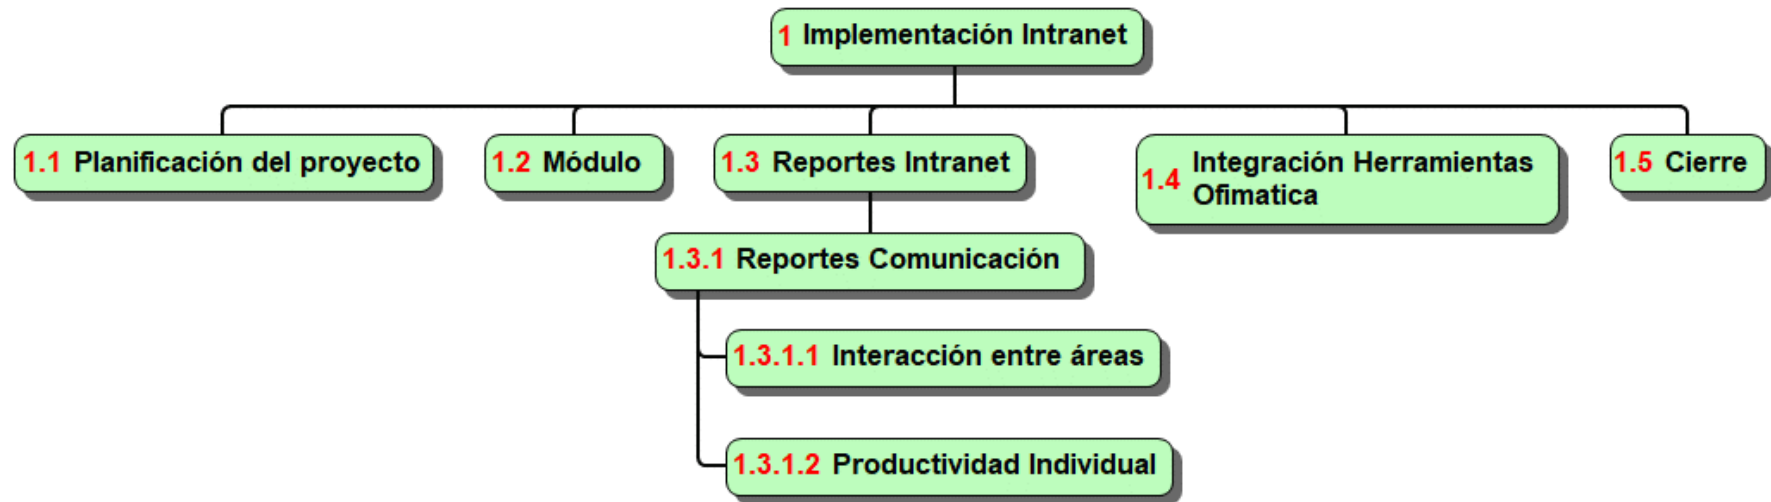 1 Implementación Intranet
1.1 Planificación del proyecto
1.2 Módulo
1.3 Reportes Intranet
1.4 Integración Herramientas
Ofimatica
1.5 Cierre
1.3.1 Reportes Comunicación
1.3.1.1 Interacción entre áreas
1.3.1.2 Productividad Individual